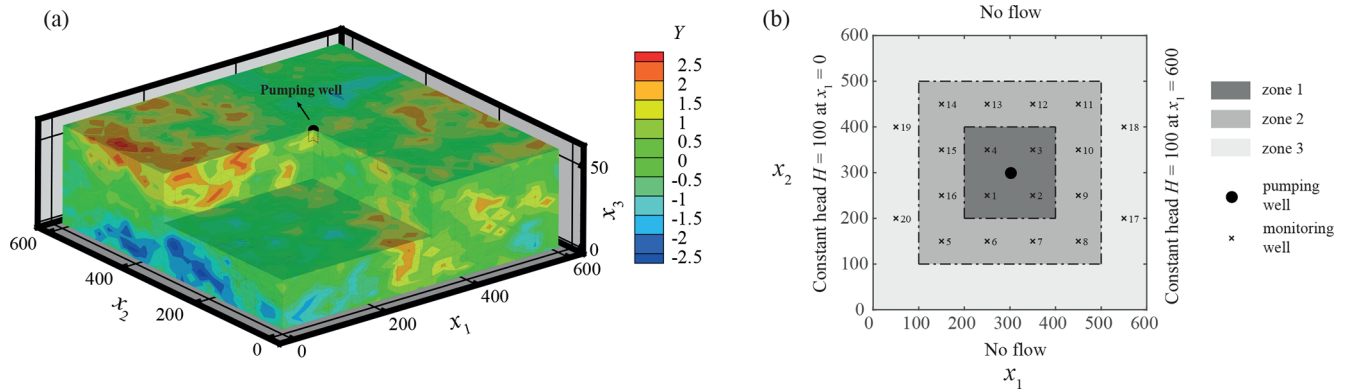 (a)
Pumping well
Y
2.5
2
1.5
1
0.5
0
-0.5
-1
-1.5
-2
-2.5
50
0
x3
600
400
200
0
x2
0
200
400
600
x1
(b)
No flow
Constant head H = 100 at x1 = 0
Constant head H = 100 at x1 = 600
x2
600
500
400
300
200
100
0
14
13
12
11
19
18
15
4
3
10
16
1
2
9
20
17
5
6
7
8
0
100
200
300
400
500
600
No flow
x1
zone 1
zone 2
zone 3
pumping
well
monitoring
well